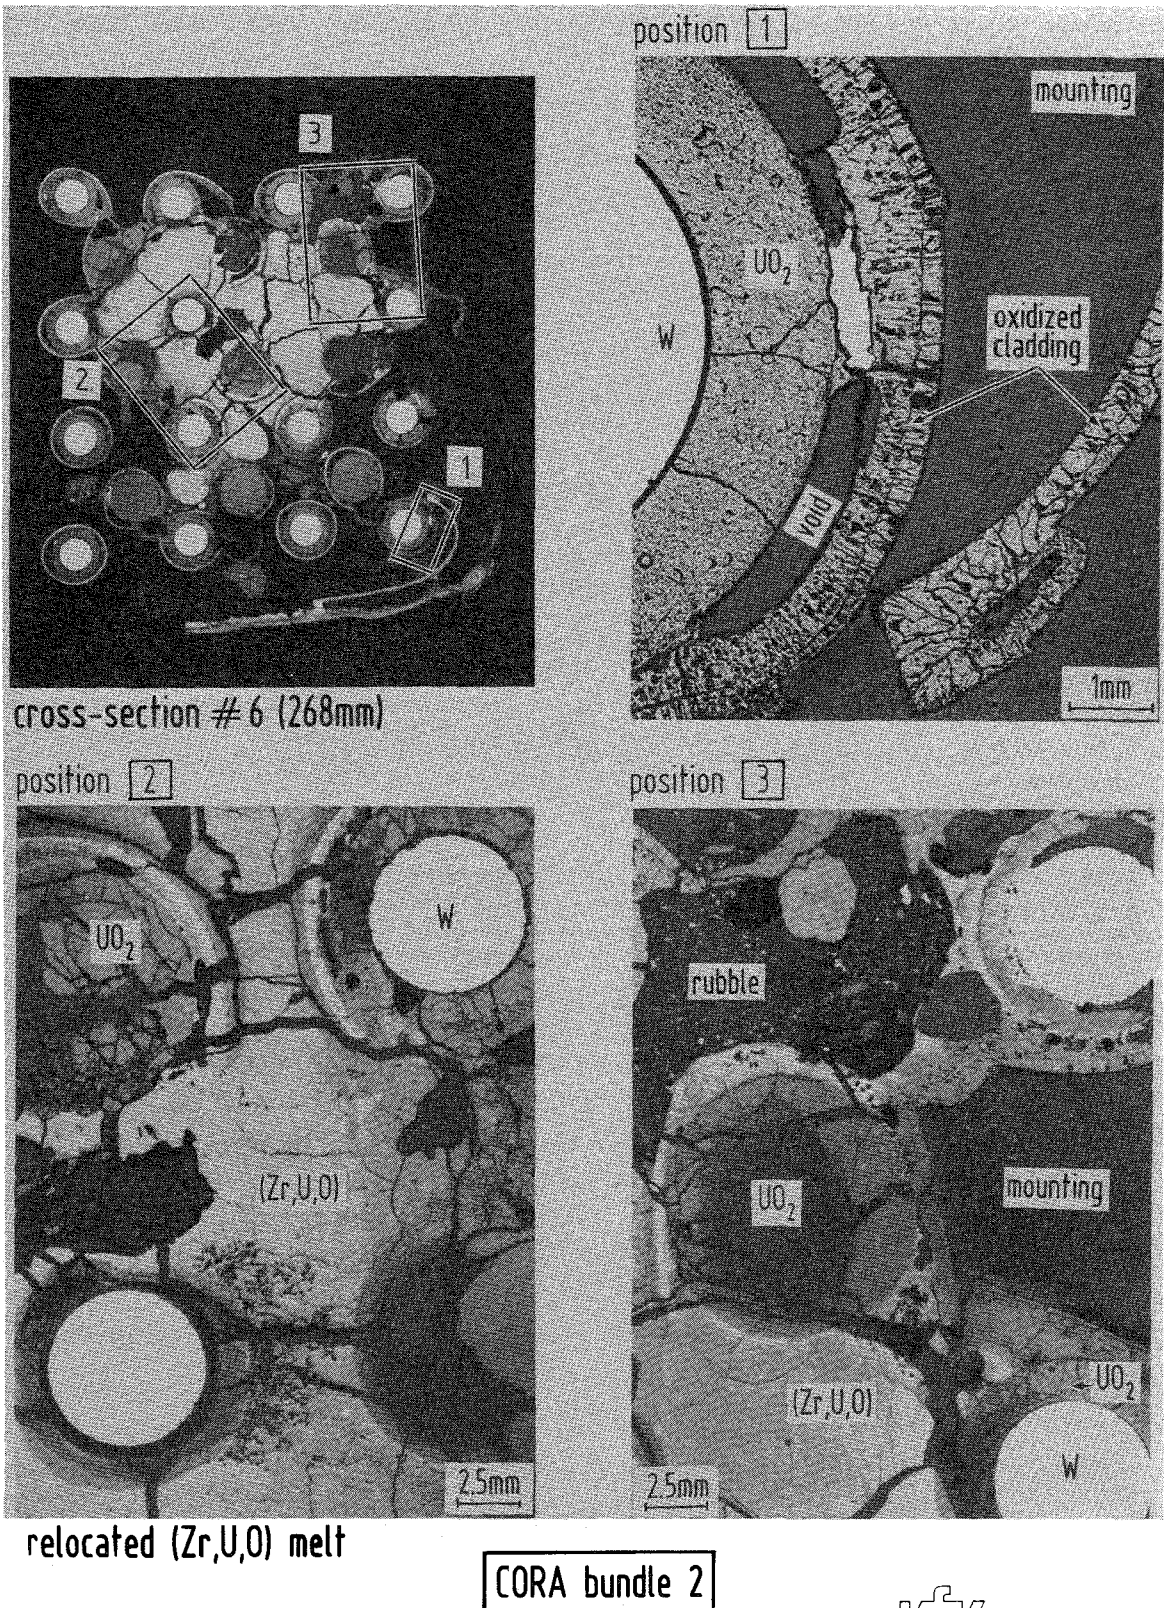 position 1
mounting
3
2
1
UO2
W
oxidized
cladding
void
1mm
cross-section #6 (268mm)
position 2
position 3
UO2
W
(Zr,U,O)
2.5mm
W
rubble
UO2
mounting
(Zr,U,O)
UO2
W
2.5mm
relocated (Zr,U,O) melt
CORA bundle 2